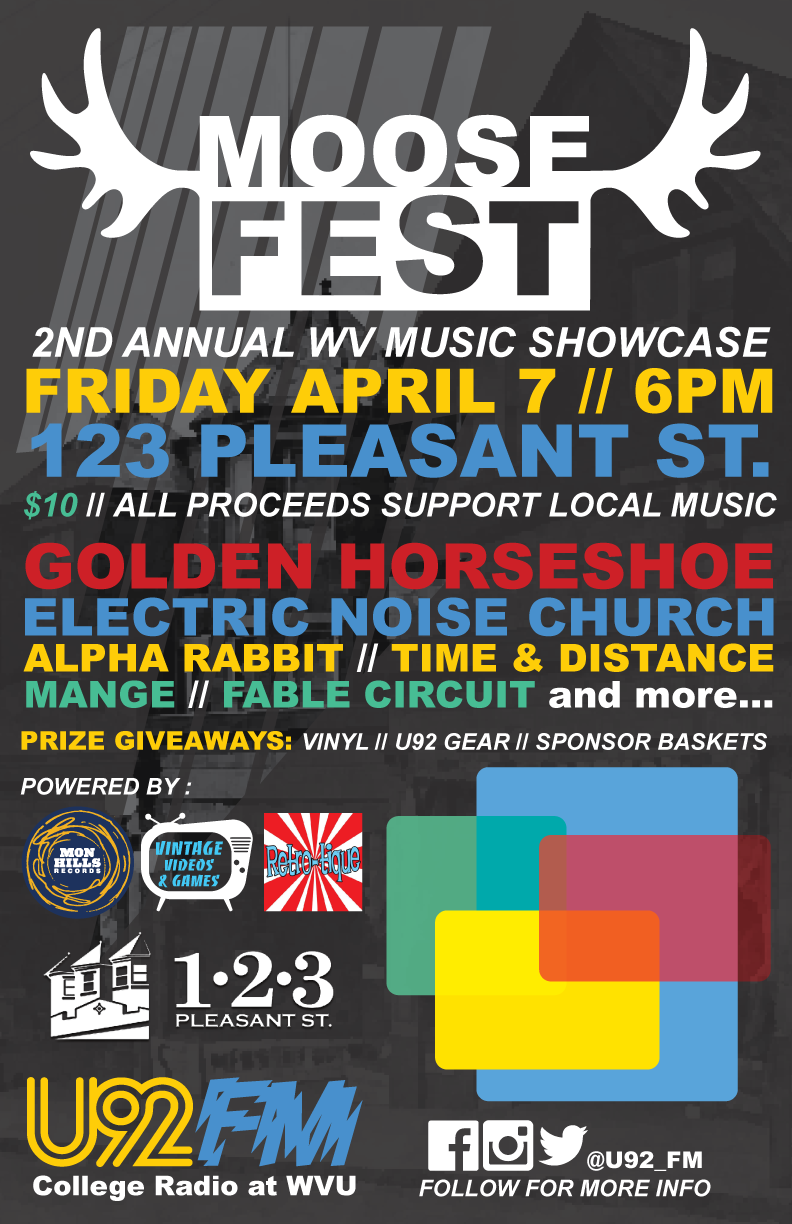 MOOSE
FEST
2ND ANNUAL WV MUSIC SHOWCASE
FRIDAY APRIL 7 // 6PM
123 PLEASANT ST.
$10 // ALL PROCEEDS SUPPORT LOCAL MUSIC
GOLDEN HORSESHOE
ELECTRIC NOISE CHURCH
ALPHA RABBIT // TIME & DISTANCE
MANGE // FABLE CIRCUIT and more...
PRIZE GIVEAWAYS: VINYL // U92 GEAR // SPONSOR BASKETS
POWERED BY :
MON
HILLS
RECORDS
VINTAGE
VIDEOS
& GAMES
Retro-tique
1•2•3
PLEASANT ST.
U92 FM
College Radio at WVU
@U92_FM
FOLLOW FOR MORE INFO